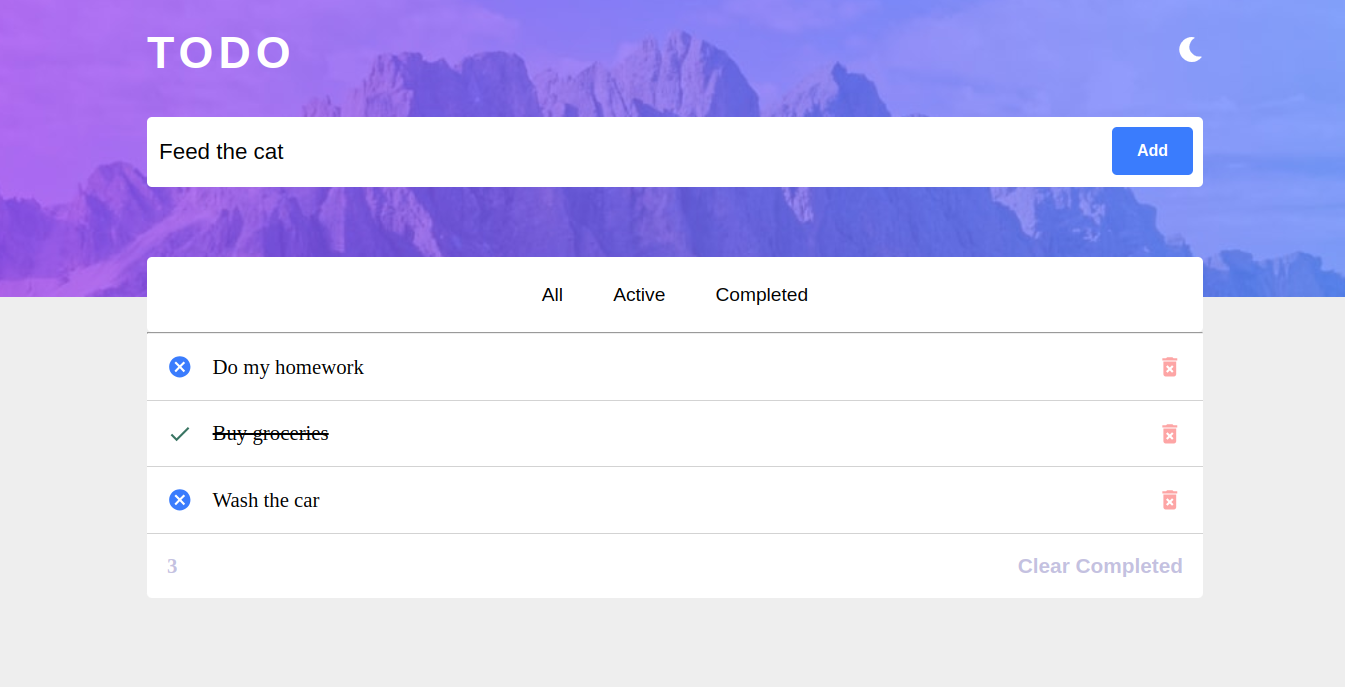 TODO
Feed the cat Add
All Active Completed
Do my homework
Buy groceries
Wash the car
3 Clear Completed